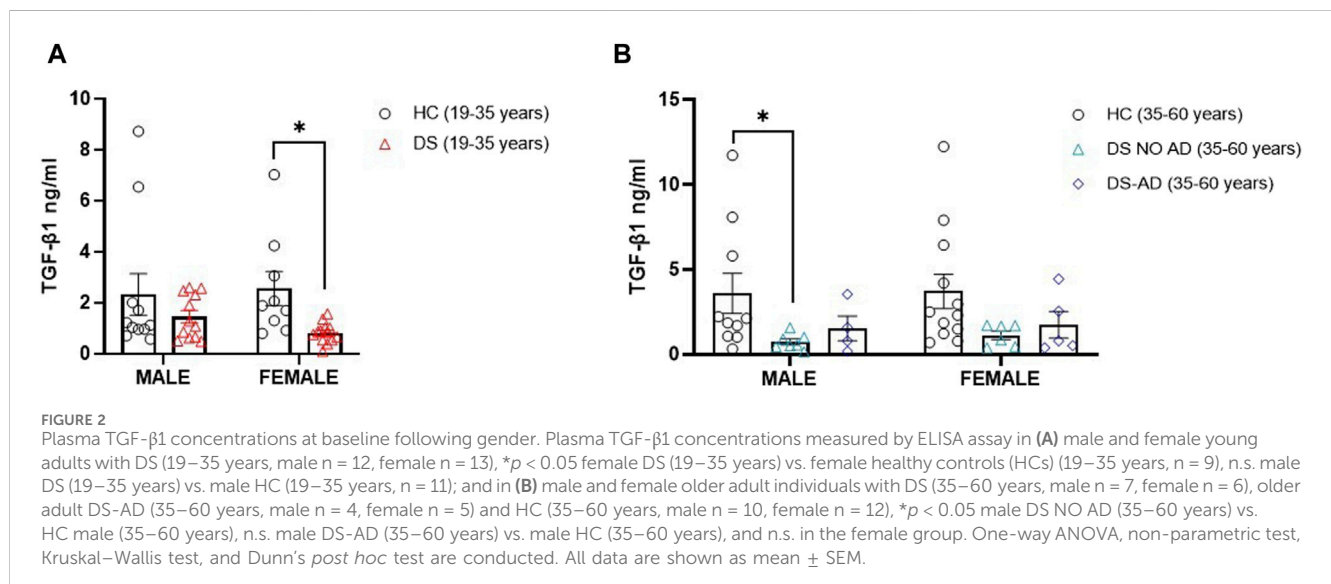 A
TGF-β1 ng/ml
10
8
6
4
2
0
*
MALE
FEMALE
○ HC (19-35 years)
△ DS (19-35 years)
B
TGF-β1 ng/ml
15
10
5
0
*
MALE
FEMALE
○ HC (35-60 years)
△ DS NO AD (35-60 years)
◇ DS-AD (35-60 years)
FIGURE 2
Plasma TGF-β1 concentrations at baseline following gender. Plasma TGF-β1 concentrations measured by ELISA assay in (A) male and female young
adults with DS (19–35 years, male n = 12, female n = 13), *p < 0.05 female DS (19–35 years) vs. female healthy controls (HCs) (19–35 years, n = 9), n.s. male
DS (19–35 years) vs. male HC (19–35 years, n = 11); and in (B) male and female older adult individuals with DS (35–60 years, male n = 7, female n = 6), older
adult DS-AD (35–60 years, male n = 4, female n = 5) and HC (35–60 years, male n = 10, female n = 12), *p < 0.05 male DS NO AD (35–60 years) vs.
HC male (35–60 years), n.s. male DS-AD (35–60 years) vs. male HC (35–60 years), and n.s. in the female group. One-way ANOVA, non-parametric test,
Kruskal–Wallis test, and Dunn's post hoc test are conducted. All data are shown as mean ± SEM.